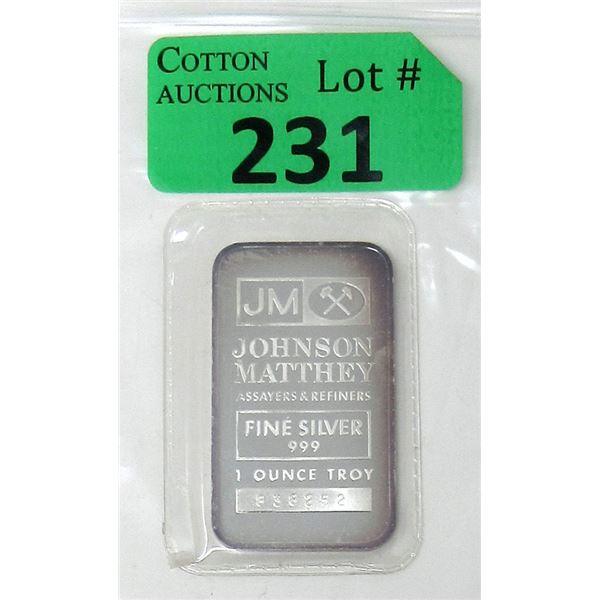 COTTON
AUCTIONS
Lot #
231
JM
JOHNSON
MATTHEY
ASSAYERS & REFINERS
FINE SILVER
999
1 OUNCE TROY